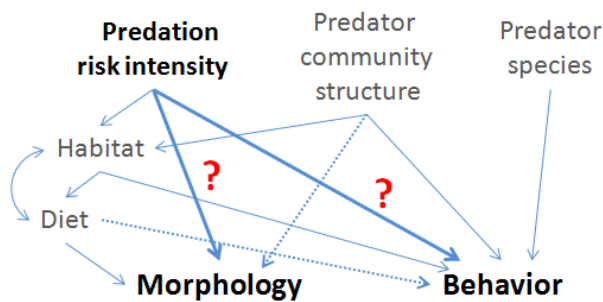 Predation
risk intensity
Predator
community
structure
Predator
species
Habitat
?
?
Diet
Morphology
Behavior